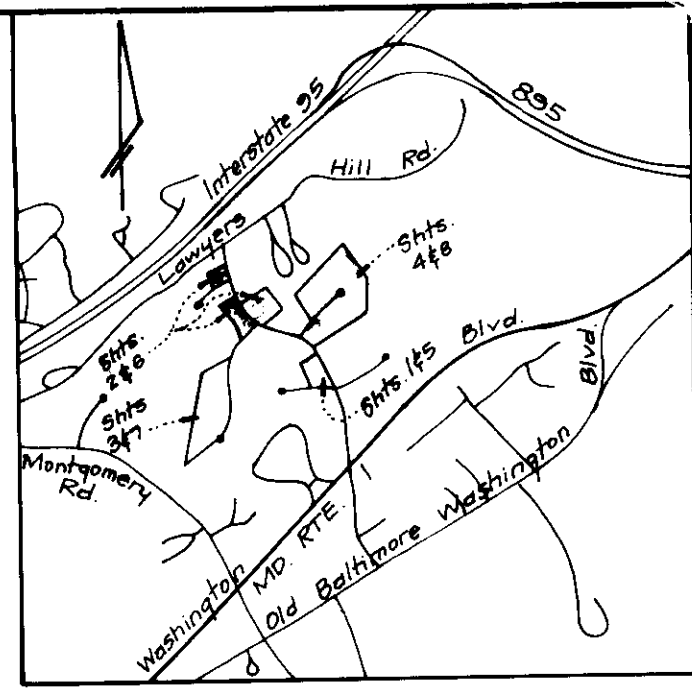 Interstate 95
895
Lawyers Hill Rd.
Shts.
4&8
Shts.
2&6
Shts
3&7
Shts. 1&5
Montgomery
Rd.
Washington Blvd.
MD. RTE.
Old Baltimore Washington Blvd.